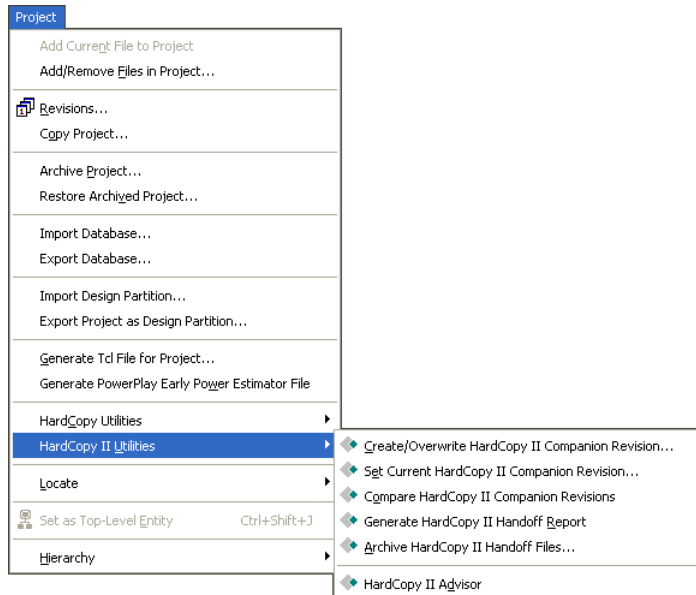 Project
Add Current File to Project
Add/Remove Files in Project...
Revisions...
Copy Project...
Archive Project...
Restore Archived Project...
Import Database...
Export Database...
Import Design Partition...
Export Project as Design Partition...
Generate Tcl File for Project...
Generate PowerPlay Early Power Estimator File
HardCopy Utilities
HardCopy II Utilities
Locate
Set as Top-Level Entity Ctrl+Shift+J
Hierarchy
Create/Overwrite HardCopy II Companion Revision...
Set Current HardCopy II Companion Revision...
Compare HardCopy II Companion Revisions
Generate HardCopy II Handoff Report
Archive HardCopy II Handoff Files...
HardCopy II Advisor